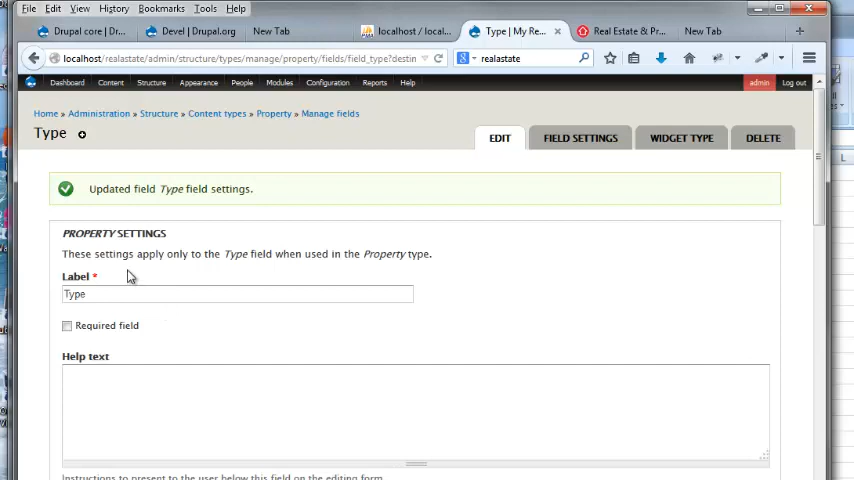 File Edit View History Bookmarks Tools Help
Drupal core | Dr... Devel | Drupal.org New Tab localhost / local... Type | My Re... Real Estate & Pr... New Tab
localhost/realastate/admin/structure/types/manage/property/fields/field_type?destin realastate
Dashboard Content Structure Appearance People Modules Configuration Reports Help admin Log out
Home » Administration » Structure » Content types » Property » Manage fields
Type
EDIT FIELD SETTINGS WIDGET TYPE DELETE
Updated field Type field settings.
PROPERTY SETTINGS
These settings apply only to the Type field when used in the Property type.
Label *
Type
Required field
Help text
Instructions to present to the user below this field on the editing form.
L